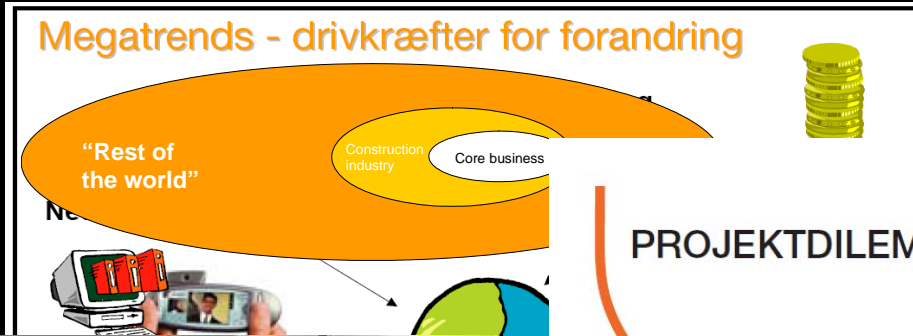 Megatrends - drivkræfter for forandring
“Rest of
the world”
Construction
industry
Core business
PROJEKTDILEM